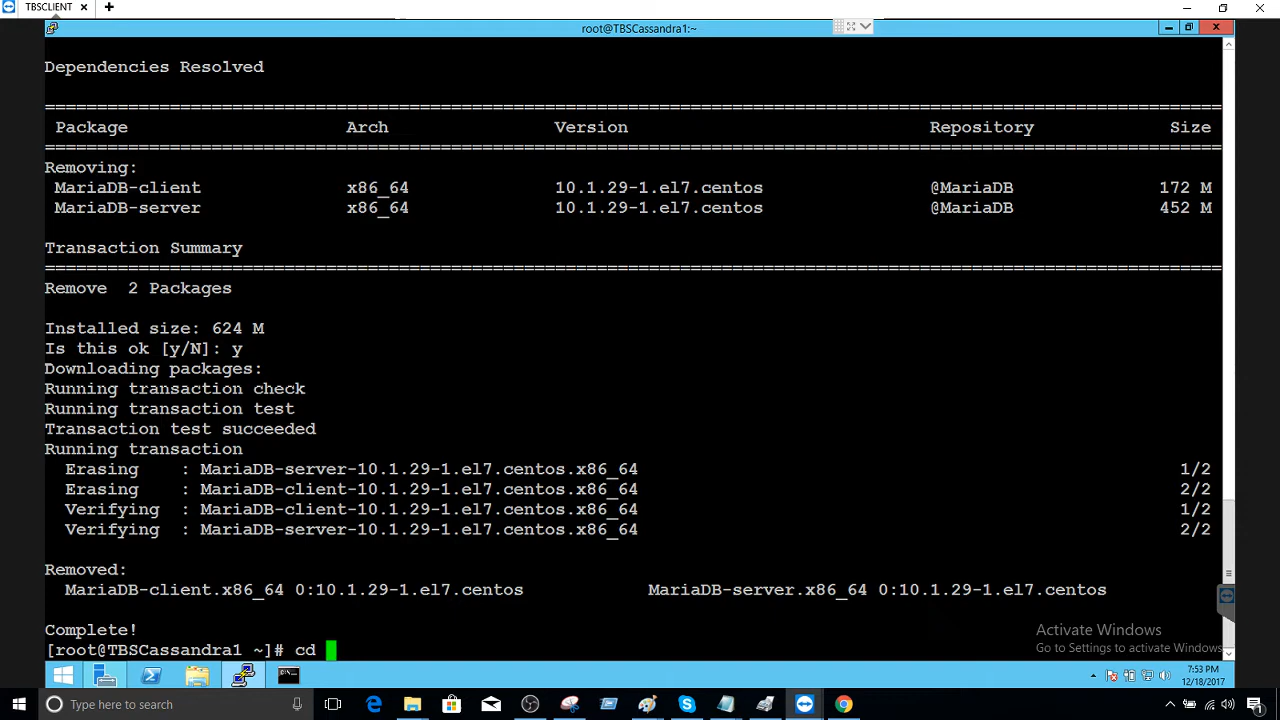 TBSCLIENT
root@TBSCassandra1:~
Dependencies Resolved
================================================================================
Package Arch Version Repository Size
================================================================================
Removing:
MariaDB-client x86_64 10.1.29-1.el7.centos @MariaDB 172 M
MariaDB-server x86_64 10.1.29-1.el7.centos @MariaDB 452 M
Transaction Summary
================================================================================
Remove 2 Packages
Installed size: 624 M
Is this ok [y/N]: y
Downloading packages:
Running transaction check
Running transaction test
Transaction test succeeded
Running transaction
Erasing : MariaDB-server-10.1.29-1.el7.centos.x86_64 1/2
Erasing : MariaDB-client-10.1.29-1.el7.centos.x86_64 2/2
Verifying : MariaDB-client-10.1.29-1.el7.centos.x86_64 1/2
Verifying : MariaDB-server-10.1.29-1.el7.centos.x86_64 2/2
Removed:
MariaDB-client.x86_64 0:10.1.29-1.el7.centos MariaDB-server.x86_64 0:10.1.29-1.el7.centos
Complete!
[root@TBSCassandra1 ~]# cd
Activate Windows
Go to Settings to activate Windows.
7:53 PM
12/18/2017
Type here to search
7:53 PM
12/18/2017